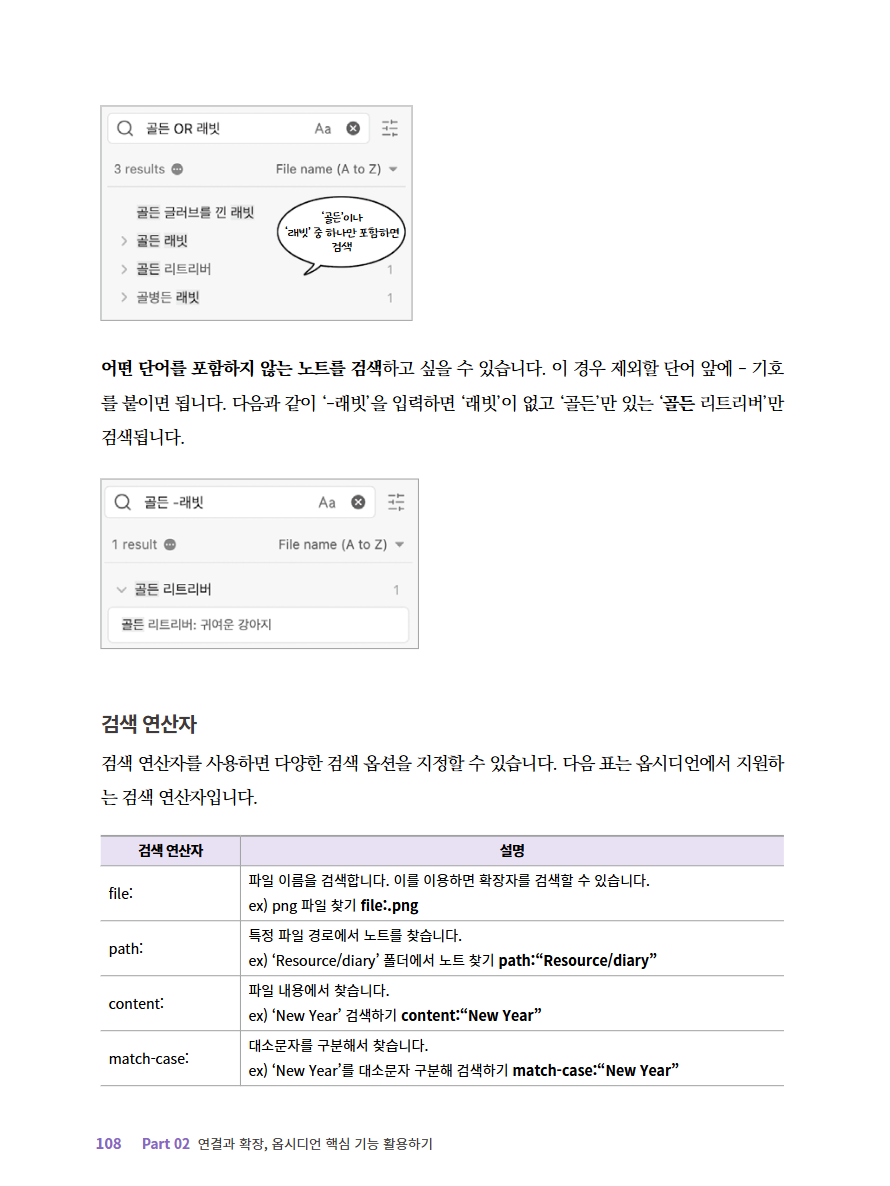 골든 OR 래빗 Aa
3 results File name (A to Z)
골든 글러브를 낀 래빗
골든 래빗
골든 리트리버 1
골병든 래빗 1
‘골든’이나
‘래빗’ 중 하나만 포함하면
검색
어떤 단어를 포함하지 않는 노트를 검색하고 싶을 수 있습니다. 이 경우 제외할 단어 앞에 - 기호
를 붙이면 됩니다. 다음과 같이 ‘-래빗’을 입력하면 ‘래빗’이 없고 ‘골든’만 있는 ‘골든 리트리버’만
검색됩니다.
골든 -래빗 Aa
1 result File name (A to Z)
골든 리트리버 1
골든 리트리버: 귀여운 강아지
검색 연산자
검색 연산자를 사용하면 다양한 검색 옵션을 지정할 수 있습니다. 다음 표는 옵시디언에서 지원하
는 검색 연산자입니다.
검색 연산자 설명
file:
파일 이름을 검색합니다. 이를 이용하면 확장자를 검색할 수 있습니다.
ex) png 파일 찾기 file:.png
path:
특정 파일 경로에서 노트를 찾습니다.
ex) ‘Resource/diary’ 폴더에서 노트 찾기 path:“Resource/diary”
content:
파일 내용에서 찾습니다.
ex) ‘New Year’ 검색하기 content:“New Year”
match-case:
대소문자를 구분해서 찾습니다.
ex) ‘New Year’를 대소문자 구분해 검색하기 match-case:“New Year”
108 Part 02 연결과 확장, 옵시디언 핵심 기능 활용하기